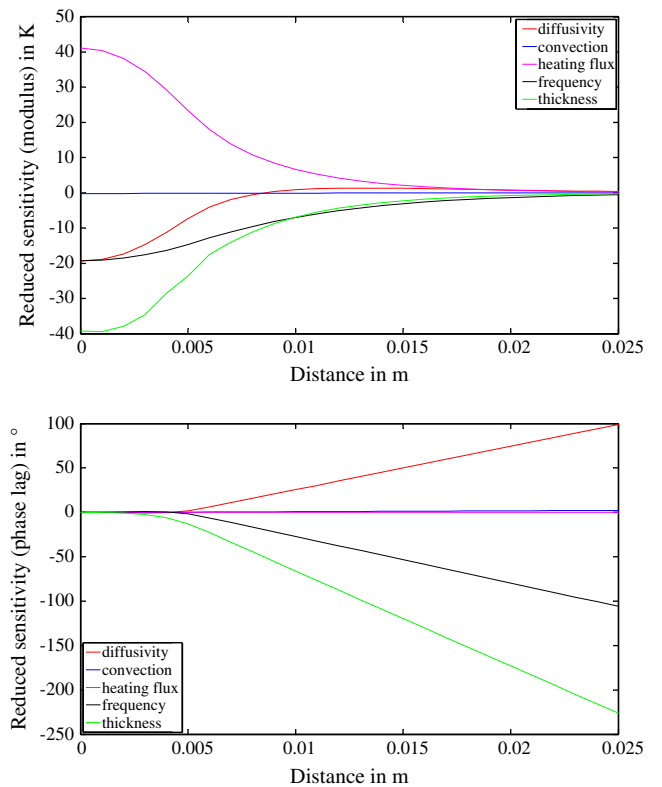 Reduced sensitivity (modulus) in K
50
40
30
20
10
0
-10
-20
-30
-40
0
0.005
0.01
0.015
0.02
0.025
Distance in m
diffusivity
convection
heating flux
frequency
thickness
Reduced sensitivity (phase lag) in °
100
50
0
-50
-100
-150
-200
-250
0
0.005
0.01
0.015
0.02
0.025
Distance in m
diffusivity
convection
heating flux
frequency
thickness